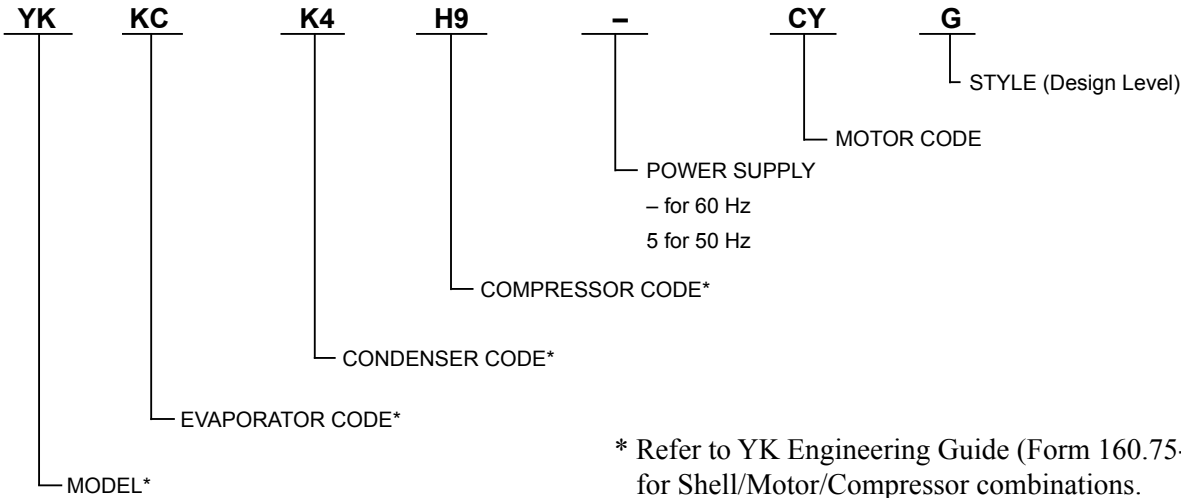 YK KC K4 H9 – CY G
STYLE (Design Level)
MOTOR CODE
POWER SUPPLY
– for 60 Hz
5 for 50 Hz
COMPRESSOR CODE*
CONDENSER CODE*
EVAPORATOR CODE*
MODEL*
* Refer to YK Engineering Guide (Form 160.75-
for Shell/Motor/Compressor combinations.